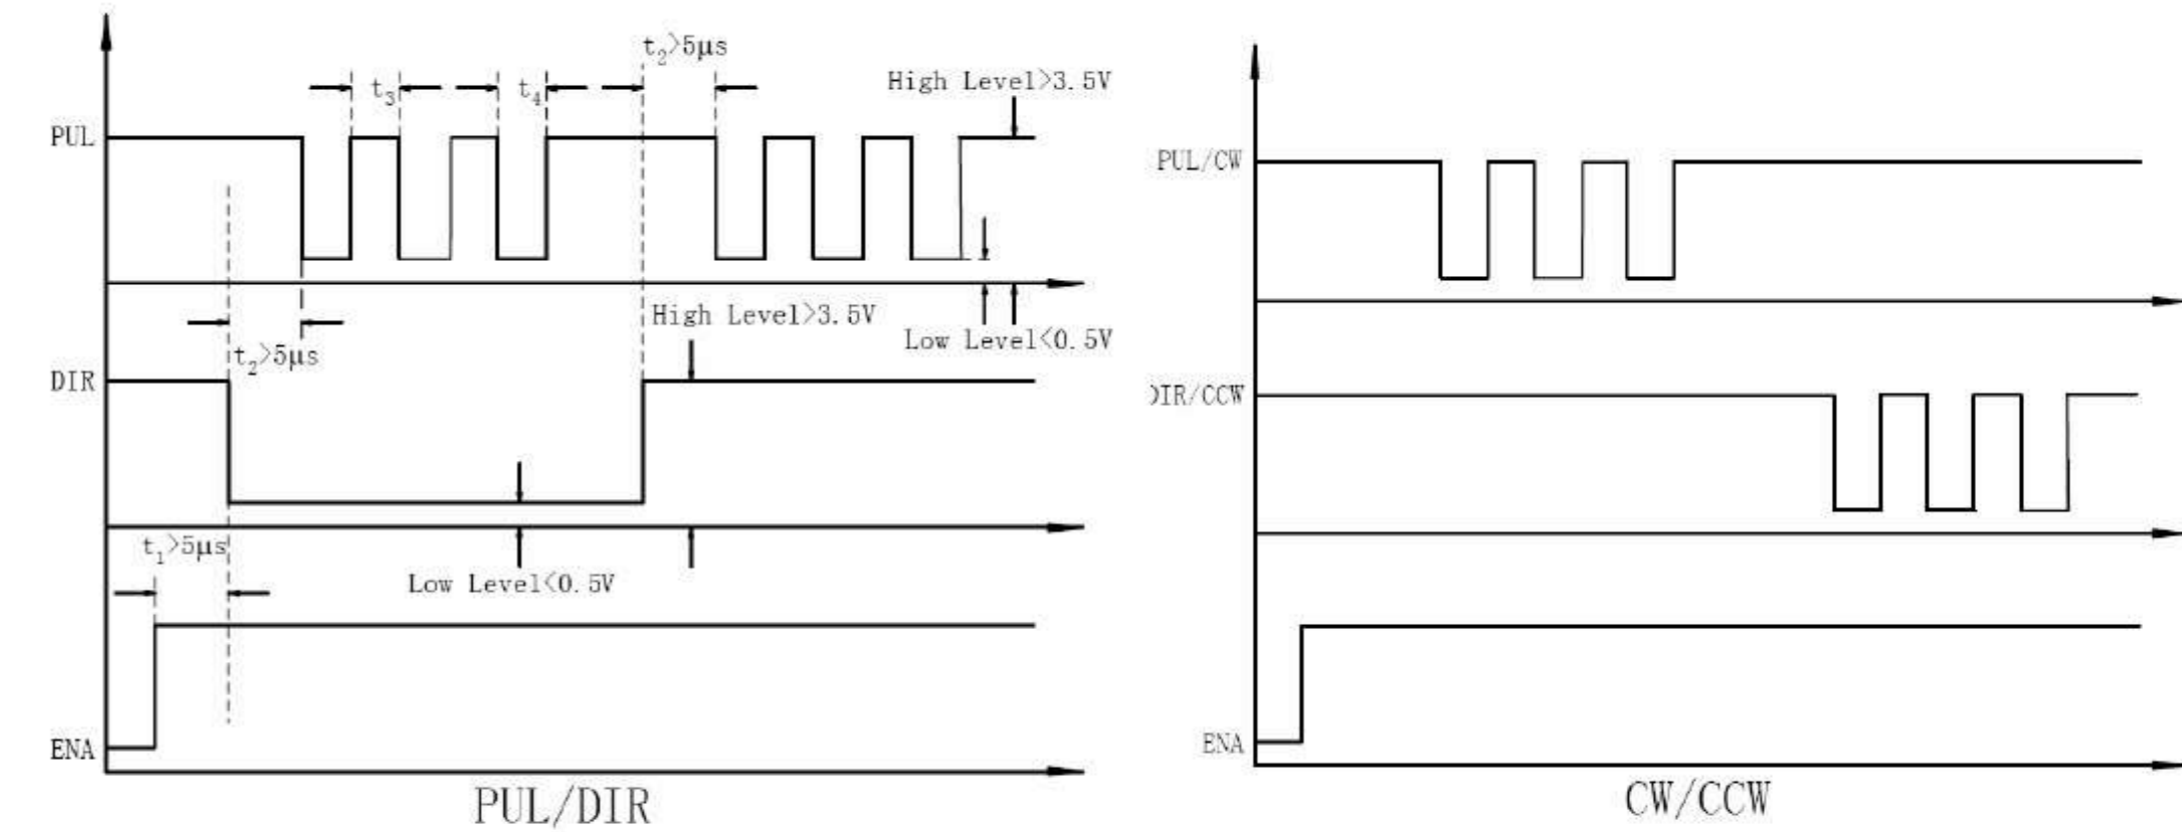 t₂>5μs
t₃
t₄
High Level>3.5V
PUL
High Level>3.5V
Low Level<0.5V
t₂>5μs
DIR
t₁>5μs
Low Level<0.5V
ENA
PUL/DIR
PUL/CW
DIR/CCW
ENA
CW/CCW